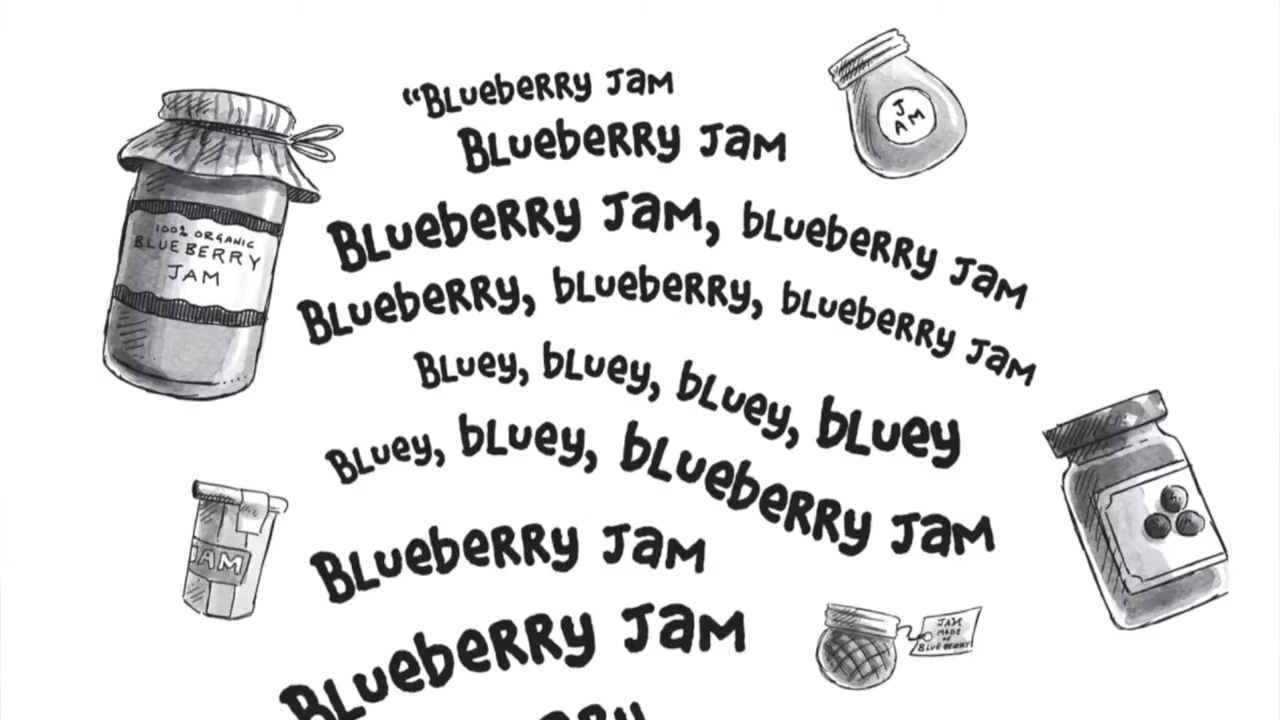 “Blueberry Jam
Blueberry Jam
Blueberry Jam, blueberry Jam
Blueberry, blueberry, blueberry Jam
Bluey, bluey, bluey, bluey
Bluey, bluey, blueberry Jam
Blueberry Jam
Blueberry Jam
100% ORGANIC
BLUEBERRY
JAM
JAM
JAM
JAM
MADE
OF
BLUEBERRY